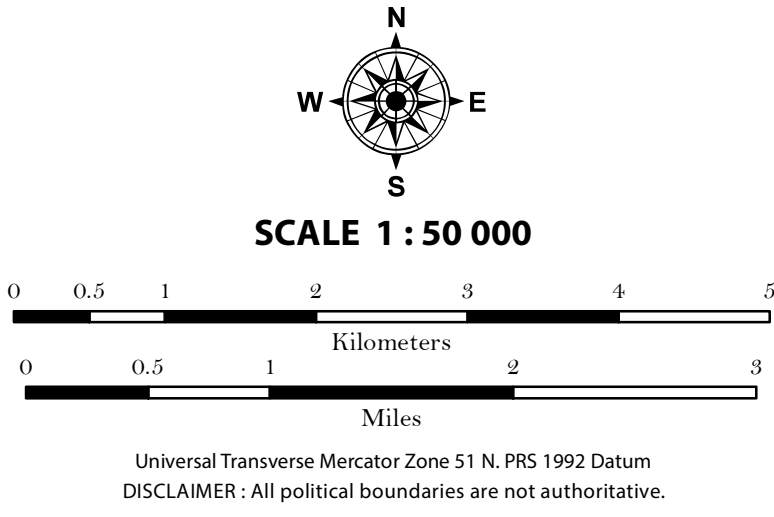 N
W E
S
SCALE 1 : 50 000
0 0.5 1 2 3 4 5
Kilometers
0 0.5 1 2 3
Miles
Universal Transverse Mercator Zone 51 N. PRS 1992 Datum
DISCLAIMER : All political boundaries are not authoritative.